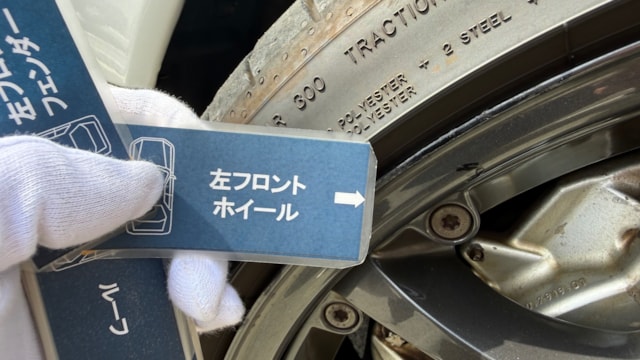 左フロント
フェンダー
左フロント
ホイール
ルーフ
R 300 TRACTION
POLYESTER + 2 STEEL +
POLYESTER